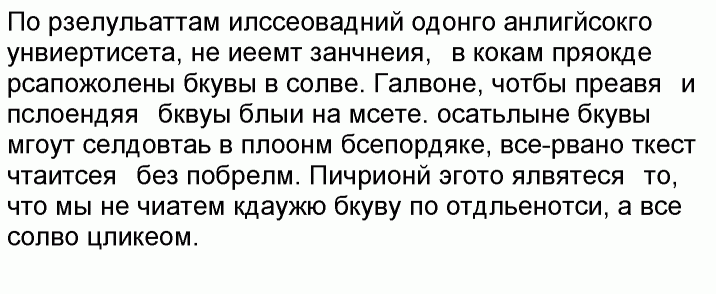 По рзелульаттам илссеовадний одонго анлигйсокго
унвиертисета, не иеемт занчнеия, в кокам пряокде
рсапожолены бкувы в солве. Галвоне, чотбы преавя и
пслоендяя бквуы блыи на мсете. осатьлыне бкувы
мгоут селдовтаь в плоонм бсепордяке, все-рвано ткест
чтаитсея без побрелм. Пичрионй эгото ялвятеся то,
что мы не чиатем кдаужю бкуву по отдльенотси, а все
солво цликеом.